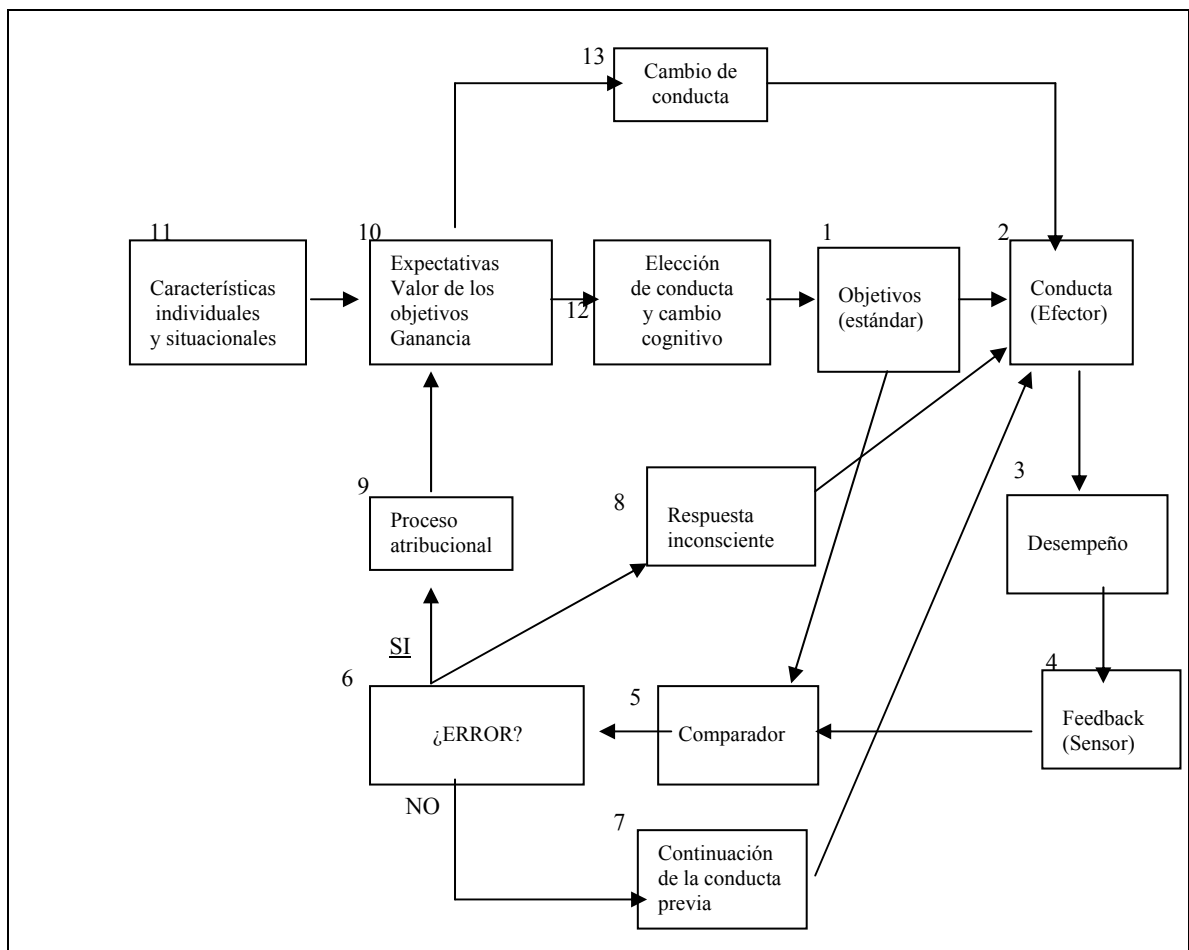 13
Cambio de
conducta
11
Características
individuales
y situacionales
10
Expectativas
Valor de los
objetivos
Ganancia
12
Elección
de conducta
y cambio
cognitivo
1
Objetivos
(estándar)
2
Conducta
(Efector)
9
Proceso
atribucional
8
Respuesta
inconsciente
3
Desempeño
SI
6
¿ERROR?
NO
5
Comparador
4
Feedback
(Sensor)
7
Continuación
de la conducta
previa